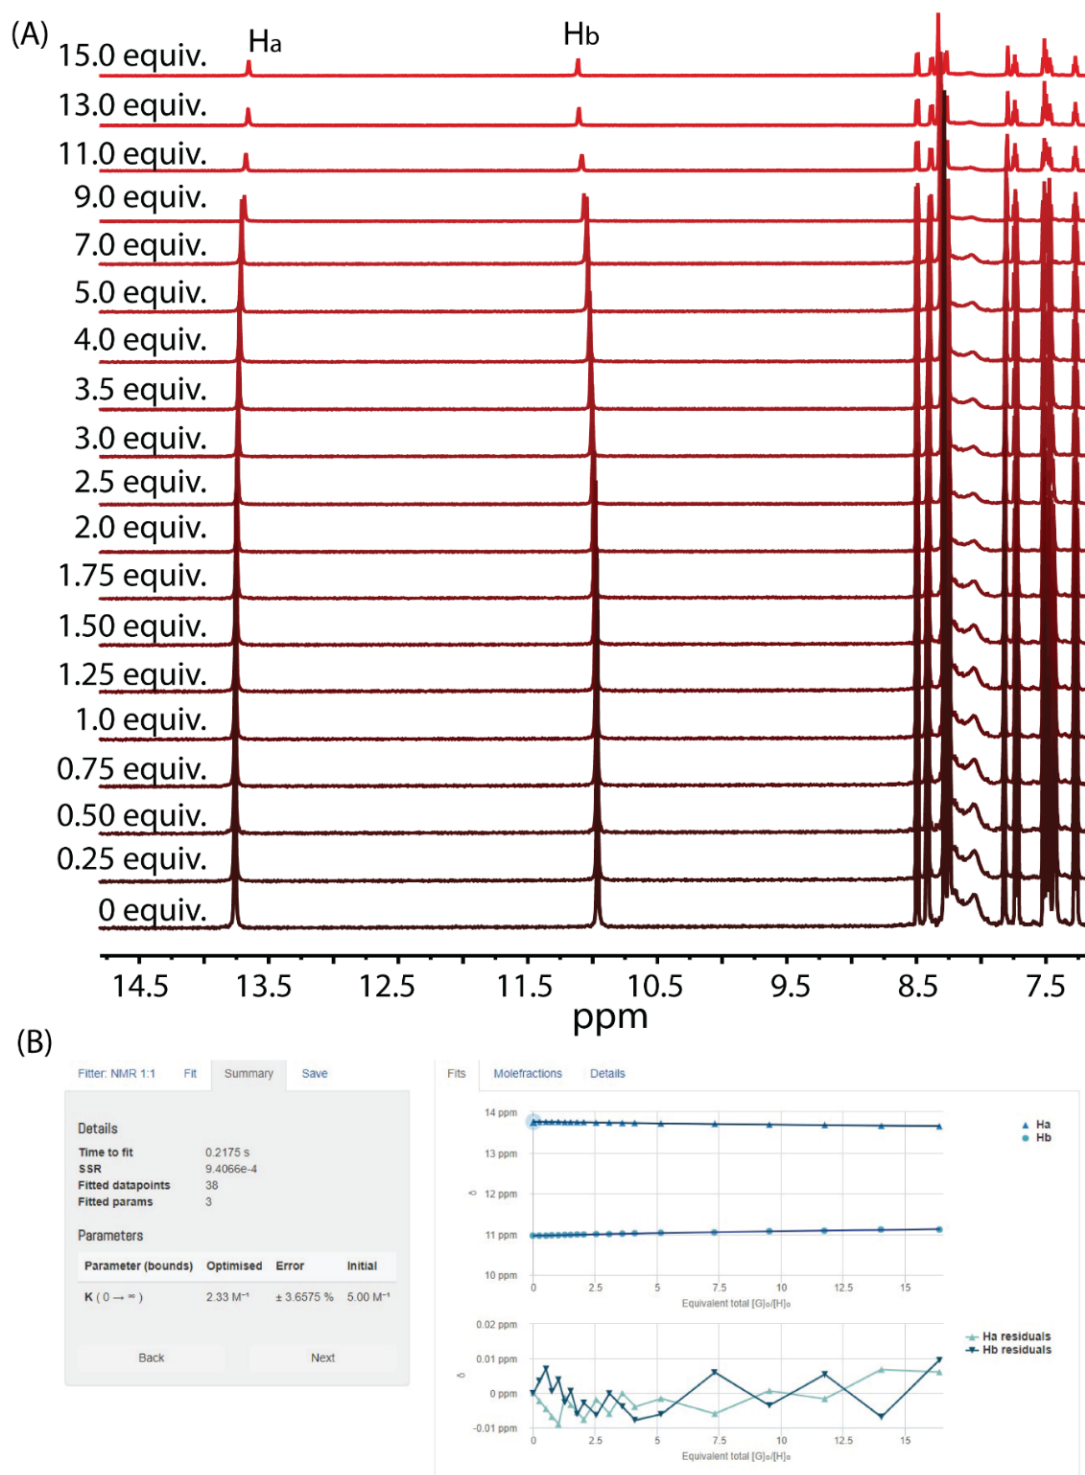 (A)
Ha
Hb
15.0 equiv.
13.0 equiv.
11.0 equiv.
9.0 equiv.
7.0 equiv.
5.0 equiv.
4.0 equiv.
3.5 equiv.
3.0 equiv.
2.5 equiv.
2.0 equiv.
1.75 equiv.
1.50 equiv.
1.25 equiv.
1.0 equiv.
0.75 equiv.
0.50 equiv.
0.25 equiv.
0 equiv.
14.5 13.5 12.5 11.5 10.5 9.5 8.5 7.5
ppm
(B)
Fitter: NMR 1:1 Fit Summary Save
Details
Time to fit 0.2175 s
SSR 9.4066e-4
Fitted datapoints 38
Fitted params 3
Parameters
Parameter (bounds) Optimised Error Initial
K ( 0 → ∞ ) 2.33 M⁻¹ ± 3.6575 % 5.00 M⁻¹
Back Next
Fits Molefractions Details
14 ppm
13 ppm
12 ppm
11 ppm
10 ppm
δ
0 2.5 5 7.5 10 12.5 15
Equivalent total [G]₀/[H]₀
Ha
Hb
0.02 ppm
0.01 ppm
0 ppm
-0.01 ppm
δ
0 2.5 5 7.5 10 12.5 15
Equivalent total [G]₀/[H]₀
Ha residuals
Hb residuals